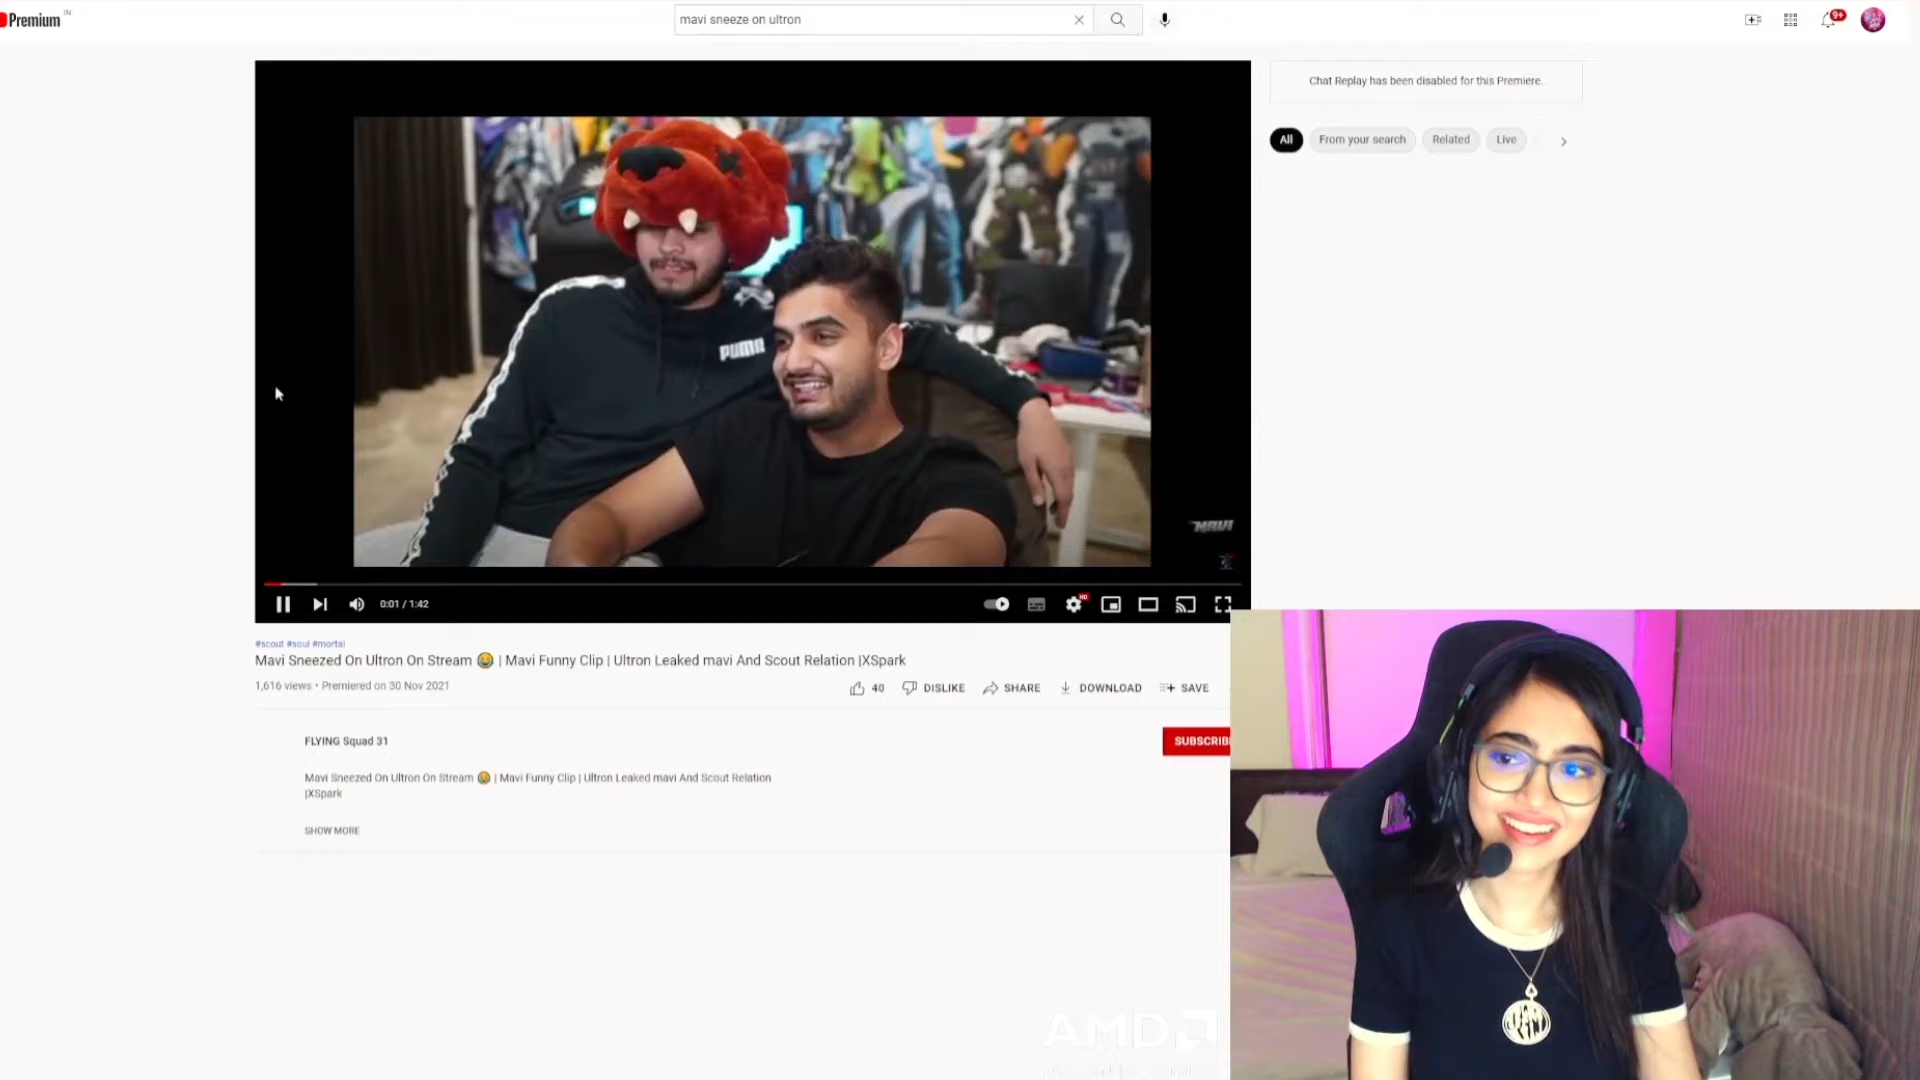 Premium IN
mavi sneeze on ultron
9+
Chat Replay has been disabled for this Premiere.
All
From your search
Related
Live
PUMA
MAVI
0:01 / 1:42
HD
#scout #soul #mortal
Mavi Sneezed On Ultron On Stream 😂 | Mavi Funny Clip | Ultron Leaked mavi And Scout Relation |XSpark
1,616 views • Premiered on 30 Nov 2021
40
DISLIKE
SHARE
DOWNLOAD
SAVE
FLYING Squad 31
SUBSCRIBE
Mavi Sneezed On Ultron On Stream 😂 | Mavi Funny Clip | Ultron Leaked mavi And Scout Relation
|XSpark
SHOW MORE
AMD